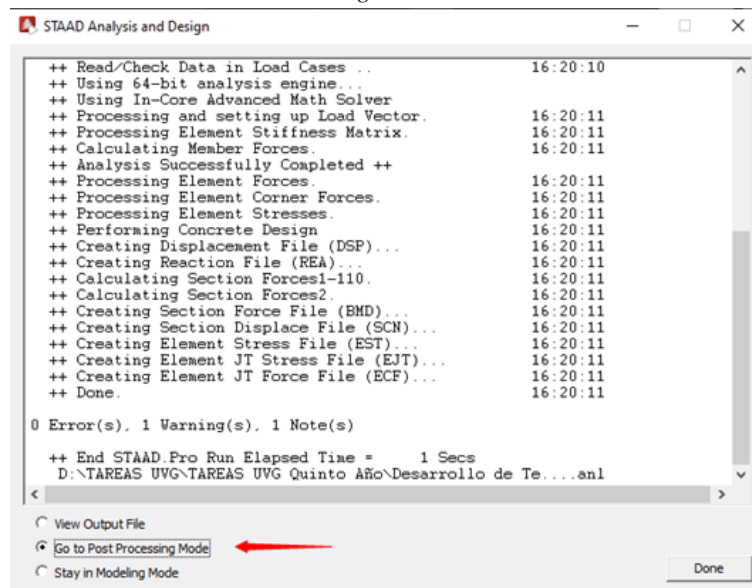 STAAD Analysis and Design
++ Read/Check Data in Load Cases .. 16:20:10
++ Using 64-bit analysis engine...
++ Using In-Core Advanced Math Solver
++ Processing and setting up Load Vector. 16:20:11
++ Processing Element Stiffness Matrix. 16:20:11
++ Calculating Member Forces. 16:20:11
++ Analysis Successfully Completed ++
++ Processing Element Forces. 16:20:11
++ Processing Element Corner Forces. 16:20:11
++ Processing Element Stresses. 16:20:11
++ Performing Concrete Design 16:20:11
++ Creating Displacement File (DSP)... 16:20:11
++ Creating Reaction File (REA)... 16:20:11
++ Calculating Section Forces1-110. 16:20:11
++ Calculating Section Forces2. 16:20:11
++ Creating Section Force File (BMD)... 16:20:11
++ Creating Section Displace File (SCN)... 16:20:11
++ Creating Element Stress File (EST)... 16:20:11
++ Creating Element JT Stress File (EJT)... 16:20:11
++ Creating Element JT Force File (ECF)... 16:20:11
++ Done. 16:20:11
0 Error(s), 1 Warning(s), 1 Note(s)
++ End STAAD.Pro Run Elapsed Time = 1 Secs
D:\TAREAS UVG\TAREAS UVG Quinto Año\Desarrollo de Te....anl
View Output File
Go to Post Processing Mode
Stay in Modeling Mode
Done